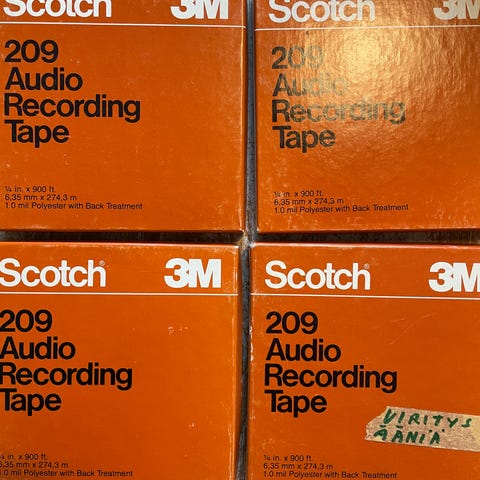 Scotch 3M
209
Audio
Recording
Tape
¼ in. x 900 ft.
6,35 mm x 274,3 m
1.0 mil Polyester with Back Treatment
Scotch 3M
209
Audio
Recording
Tape
¼ in. x 900 ft.
6,35 mm x 274,3 m
1.0 mil Polyester with Back Treatment
Scotch® 3M
209
Audio
Recording
Tape
¼ in. x 900 ft.
6,35 mm x 274,3 m
1.0 mil Polyester with Back Treatment
Scotch® 3M
209
Audio
Recording
Tape
VIRITYS
ÄÄNIÄ
¼ in. x 900 ft.
6,35 mm x 274,3 m
1.0 mil Polyester with Back Treatment